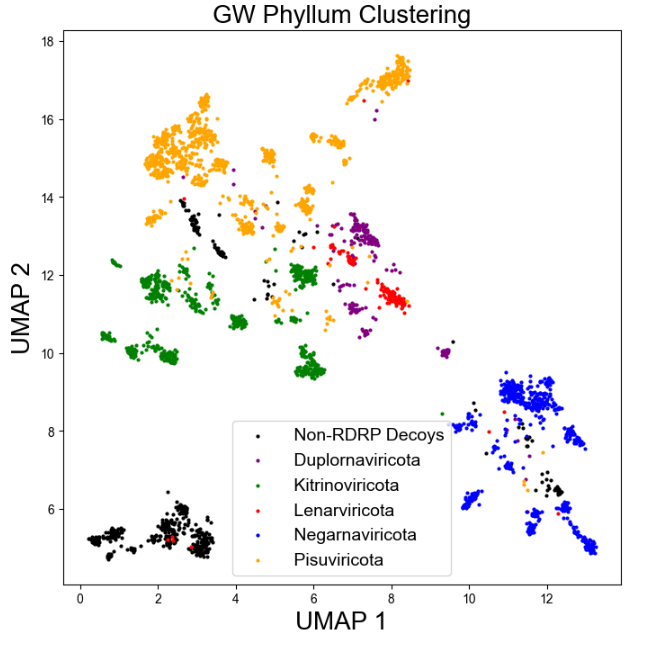 GW Phyllum Clustering
18
16
14
12
10
8
6
UMAP 2
Non-RDRP Decoys
Duplornaviricota
Kitrinoviricota
Lenarviricota
Negarnaviricota
Pisuviricota
0 2 4 6 8 10 12
UMAP 1